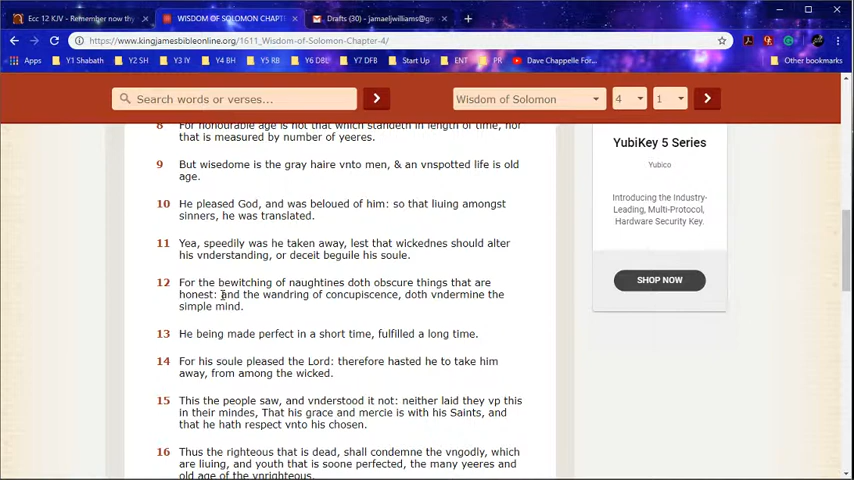 Ecc 12 KJV - Remember now thy
WISDOM OF SOLOMON CHAPT
Drafts (30) - jamaeljwilliams@gm
https://www.kingjamesbibleonline.org/1611_Wisdom-of-Solomon-Chapter-4/
Apps Y1 Shabath Y2 SH Y3 IY Y4 BH Y5 RB Y6 DBL Y7 DFB Start Up ENT PR Dave Chappelle For... Other bookmarks
Search words or verses...
Wisdom of Solomon 4 1
8 For honourable age is not that which standeth in length of time, nor
that is measured by number of yeeres.
9 But wisedome is the gray haire vnto men, & an vnspotted life is old
age.
10 He pleased God, and was beloued of him: so that liuing amongst
sinners, he was translated.
11 Yea, speedily was he taken away, lest that wickednes should alter
his vnderstanding, or deceit beguile his soule.
12 For the bewitching of naughtines doth obscure things that are
honest: and the wandring of concupiscence, doth vndermine the
simple mind.
13 He being made perfect in a short time, fulfilled a long time.
14 For his soule pleased the Lord: therefore hasted he to take him
away, from among the wicked.
15 This the people saw, and vnderstood it not: neither laid they vp this
in their mindes, That his grace and mercie is with his Saints, and
that he hath respect vnto his chosen.
16 Thus the righteous that is dead, shall condemne the vngodly, which
are liuing, and youth that is soone perfected, the many yeeres and
old age of the vnrighteous.
YubiKey 5 Series
Yubico
Introducing the Industry-
Leading, Multi-Protocol,
Hardware Security Key.
SHOP NOW